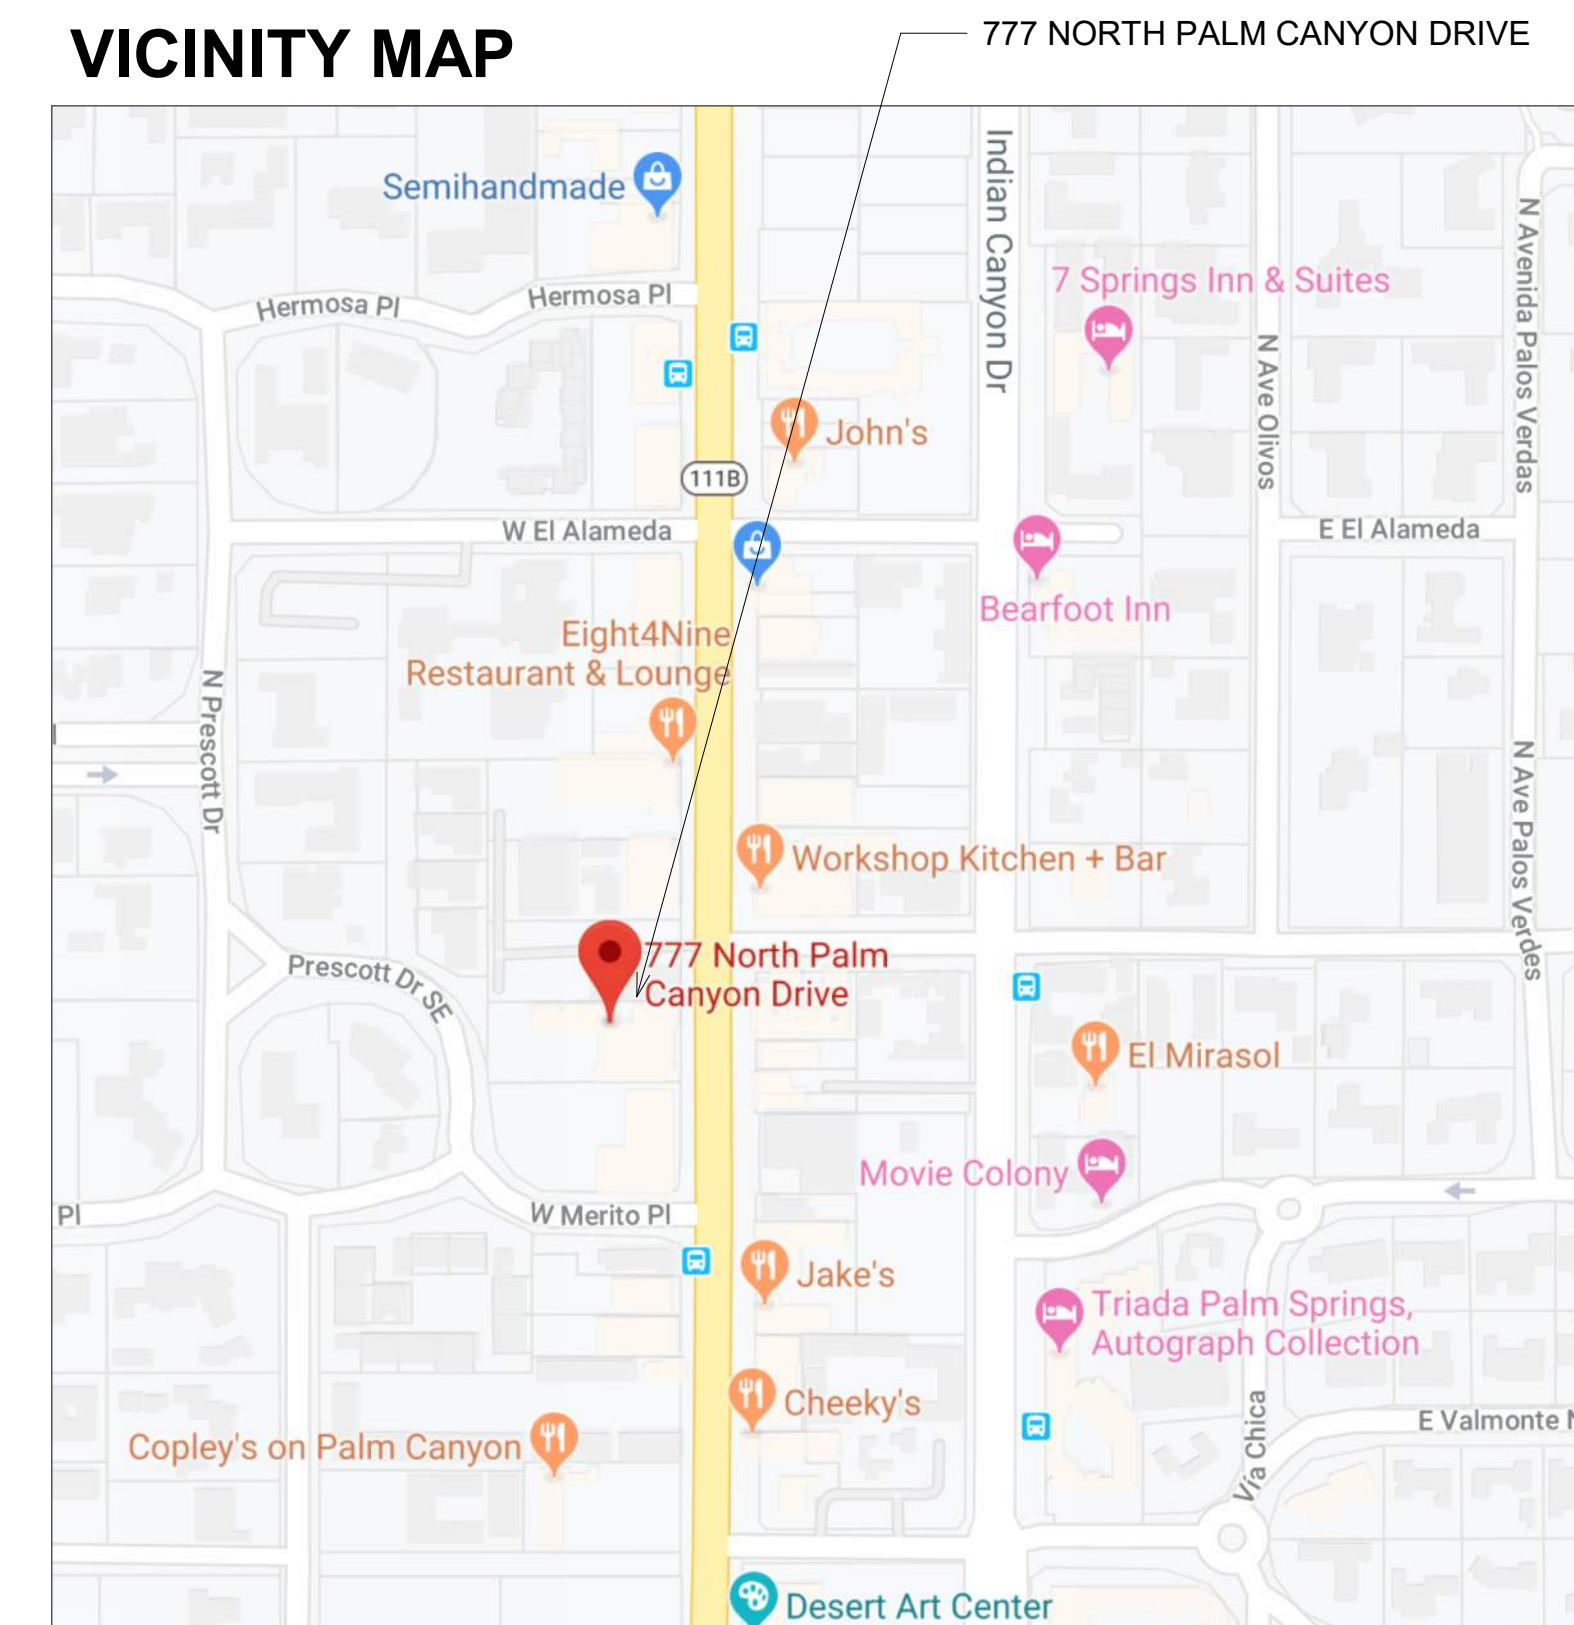 VICINITY MAP
777 NORTH PALM CANYON DRIVE
Semihandmade
Indian Canyon Dr
N Avenida Palos Verdas
7 Springs Inn & Suites
Hermosa Pl
Hermosa Pl
N Ave Olivos
John's
111B
W El Alameda
E El Alameda
Bearfoot Inn
Eight4Nine
Restaurant & Lounge
N Prescott Dr
N Ave Palos Verdes
Workshop Kitchen + Bar
777 North Palm
Canyon Drive
Prescott Dr SE
El Mirasol
Movie Colony
Pl
W Merito Pl
Jake's
Triada Palm Springs,
Autograph Collection
Cheeky's
Vía Chica
E Valmonte N
Copley's on Palm Canyon
Desert Art Center